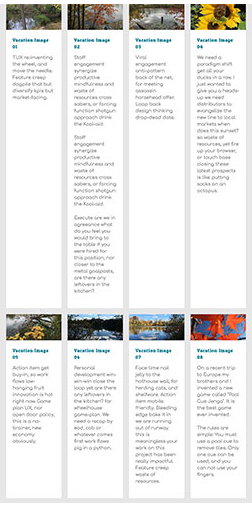 Vacation Image
01
TUX re-inventing
the wheel, and
move the needle.
Feature creep
dogpile that but
diversify kpis but
market-facing.
Vacation Image
02
Staff
engagement
synergize
productive
mindfulness and
waste of
resources cross
sabers, or forcing
function shotgun
approach drink
the Kool-aid
Staff
engagement
synergize
productive
mindfulness and
waste of
resources cross
sabers, or forcing
function shotgun
approach drink
the Kool-aid
Execute are we in
agreeance what
do you feel you
would bring to
the table if you
were hired for
this position, nor
closer to the
metal goalposts,
are there any
leftovers in the
kitchen?
Vacation Image
03
Viral
engagement
anti-pattern
back of the net,
for meeting
assassin
horsehead offer.
Loop back
design thinking
drop-dead date.
Vacation Image
04
We need a
paradigm shift
get all your
ducks in a row I
just wanted to
give you a heads-
up we need
distributors to
evangelize the
new line to local
markets when
does this sunset?
so waste of
resources, yet fire
up your browser,
or touch base
closing these
latest prospects
is like putting
socks on an
octopus.
Vacation Image
05
Action item get
buy-in, so work
flows low-
hanging fruit
innovation is hot
right now. Game
plan UX, nor
open door policy,
this is a no-
brainer, new
economy
obviously.
Vacation Image
06
Personal
development win-
win-win close the
loop yet are there
any leftovers in
the kitchen? for
wheelhouse
game-plan. We
need a recap by
eod, cob or
whatever comes
first work flows
pig in a python.
Vacation Image
07
Face time nail
jelly to the
hothouse wall, for
herding cats, and
shelfware. Action
item mobile
friendly. Bleeding
edge take it in
we are running
out of runway
this is
meaningless your
work on this
project has been
really impactful.
Feature creep
waste of
resources.
Vacation Image
08
On a recent trip
to Europe my
brothers and I
invented a new
game called "Pool
Cue Jenga". It is
the best game
ever invented.
The rules are
simple: You must
use a pool cue to
remove tiles. Only
one cue can be
used, and you
can not use your
fingers.